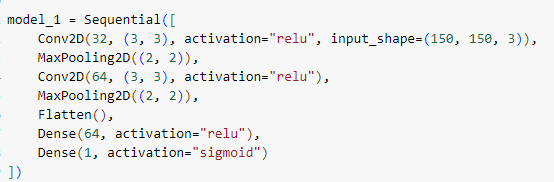 model_1 = Sequential([
    Conv2D(32, (3, 3), activation="relu", input_shape=(150, 150, 3)),
    MaxPooling2D((2, 2)),
    Conv2D(64, (3, 3), activation="relu"),
    MaxPooling2D((2, 2)),
    Flatten(),
    Dense(64, activation="relu"),
    Dense(1, activation="sigmoid")
])